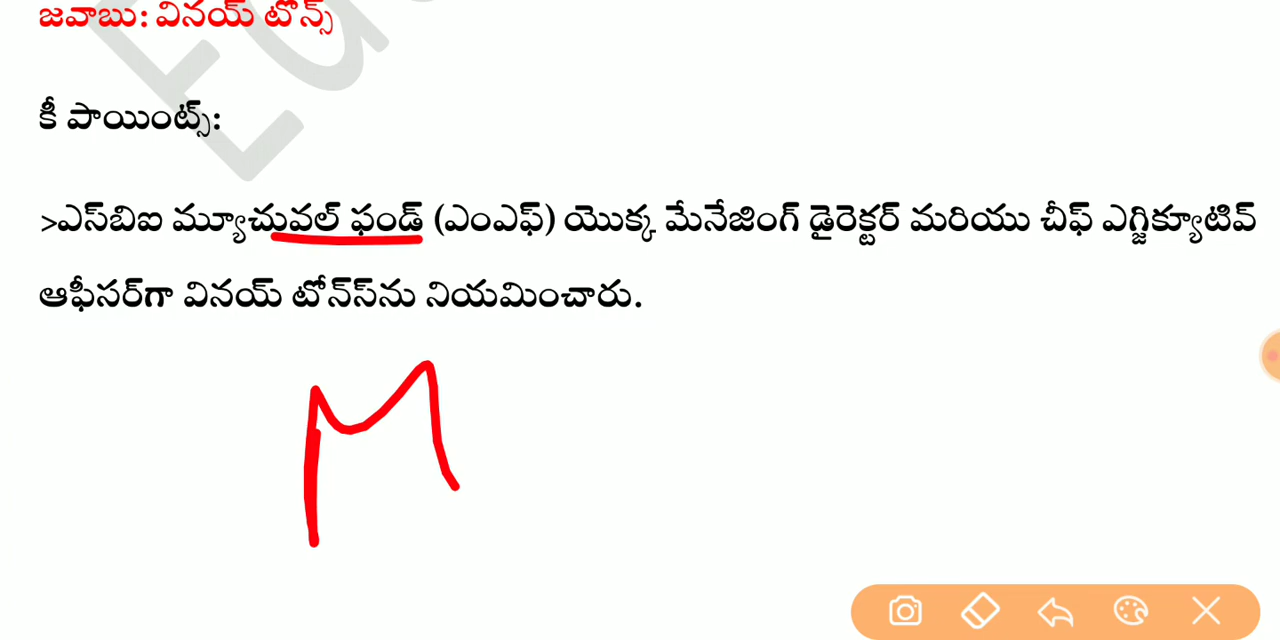 జవాబు: వినయ్ టోన్స్
కీ పాయింట్స్:
>ఎస్‌బిఐ మ్యూచువల్ ఫండ్ (ఎంఎఫ్) యొక్క మేనేజింగ్ డైరెక్టర్ మరియు చీఫ్ ఎగ్జిక్యూటివ్
ఆఫీసర్‌గా వినయ్ టోన్‌స్‌ను నియమించారు.
M